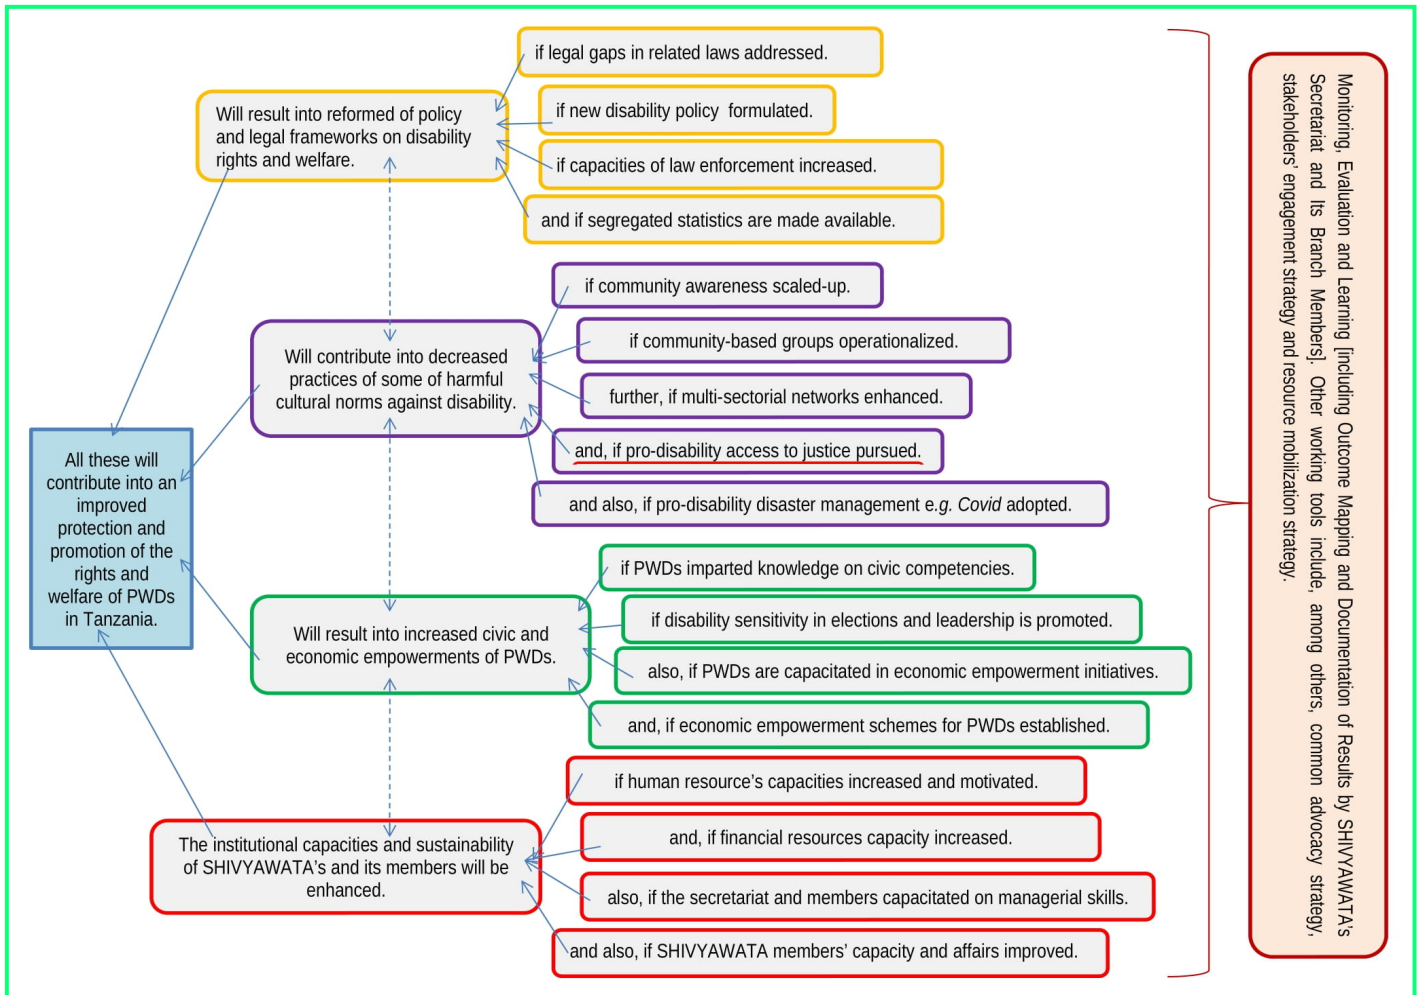 if legal gaps in related laws addressed.
Will result into reformed of policy
and legal frameworks on disability
rights and welfare.
if new disability policy formulated.
if capacities of law enforcement increased.
and if segregated statistics are made available.
if community awareness scaled-up.
if community-based groups operationalized.
Will contribute into decreased
practices of some of harmful
cultural norms against disability.
further, if multi-sectorial networks enhanced.
and, if pro-disability access to justice pursued.
and also, if pro-disability disaster management e.g. Covid adopted.
All these will
contribute into an
improved
protection and
promotion of the
rights and
welfare of PWDs
in Tanzania.
if PWDs imparted knowledge on civic competencies.
if disability sensitivity in elections and leadership is promoted.
Will result into increased civic and
economic empowerments of PWDs.
also, if PWDs are capacitated in economic empowerment initiatives.
and, if economic empowerment schemes for PWDs established.
if human resource's capacities increased and motivated.
and, if financial resources capacity increased.
The institutional capacities and sustainability
of SHIVYAWATA's and its members will be
enhanced.
also, if the secretariat and members capacitated on managerial skills.
and also, if SHIVYAWATA members' capacity and affairs improved.
Monitoring, Evaluation and Learning [including Outcome Mapping and Documentation of Results by SHIVYAWATA's
Secretariat and Its Branch Members]. Other working tools include, among others, common advocacy strategy,
stakeholders' engagement strategy and resource mobilization strategy.